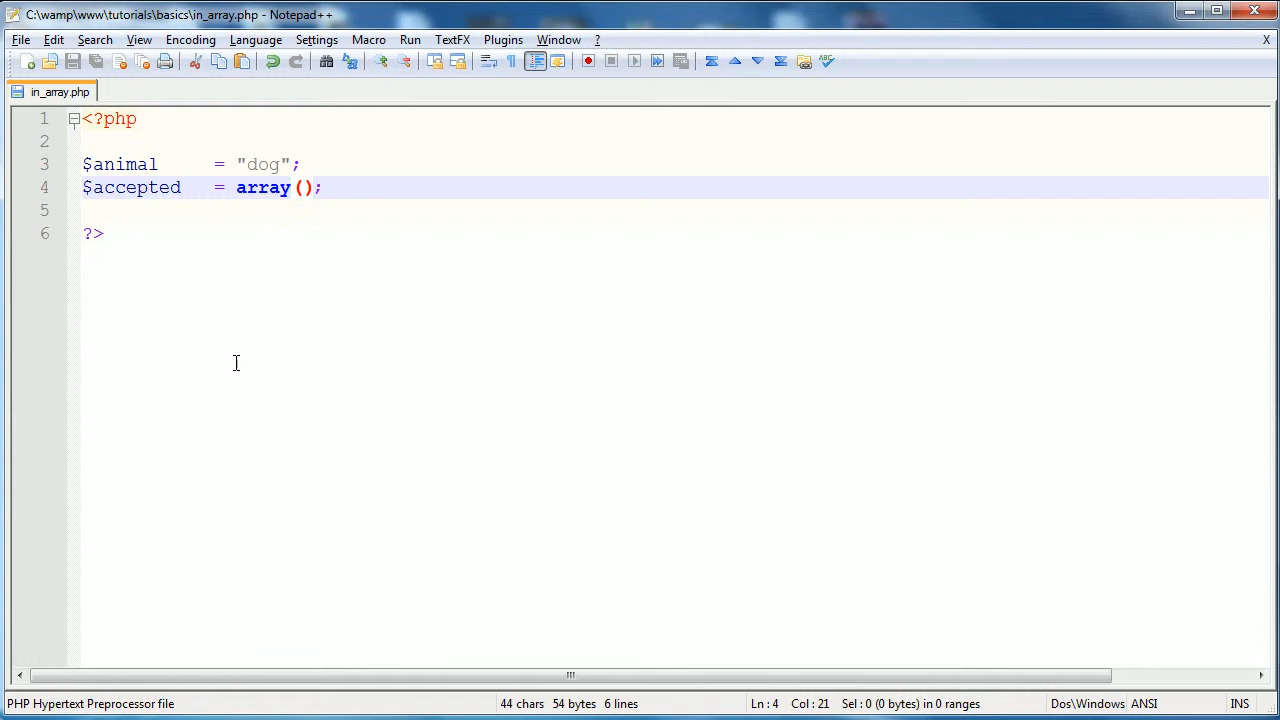 C:\wamp\www\tutorials\basics\in_array.php - Notepad++
File Edit Search View Encoding Language Settings Macro Run TextFX Plugins Window ? X
in_array.php
1 <?php
2
3 $animal = "dog";
4 $accepted = array();
5
6 ?>
PHP Hypertext Preprocessor file 44 chars 54 bytes 6 lines Ln : 4 Col : 21 Sel : 0 (0 bytes) in 0 ranges Dos\Windows ANSI INS